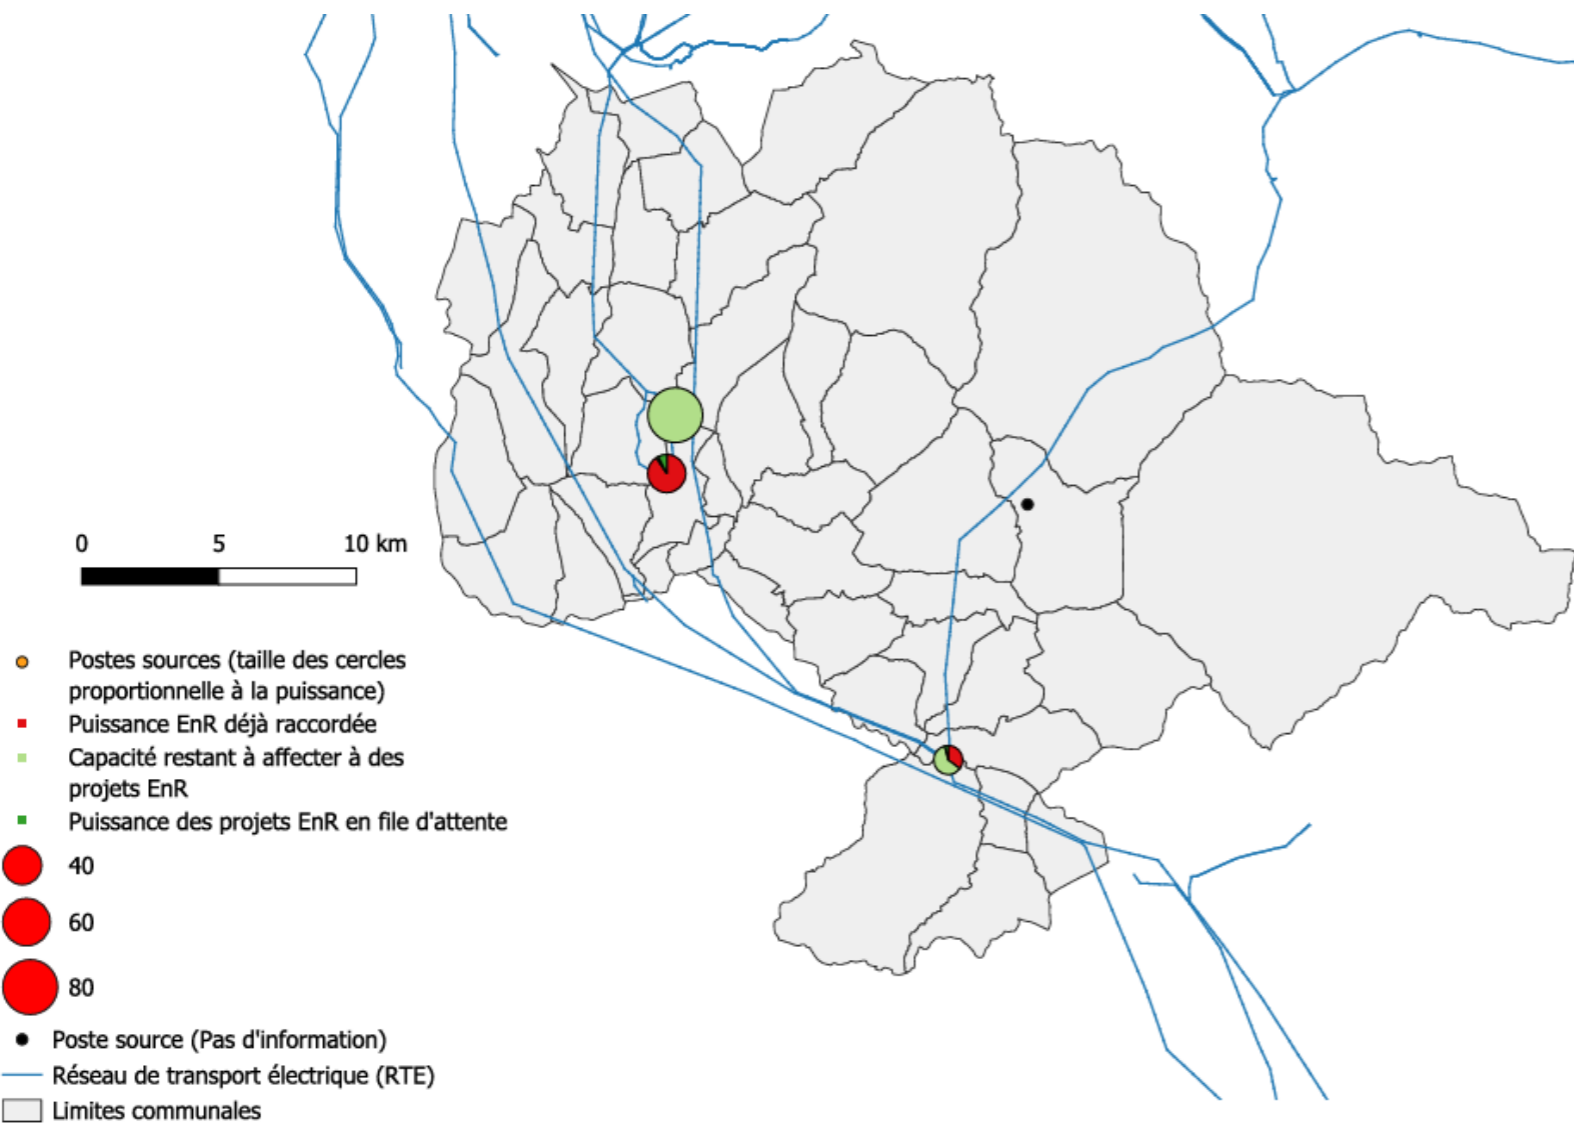 0 5 10 km
Postes sources (taille des cercles
proportionnelle à la puissance)
Puissance EnR déjà raccordée
Capacité restant à affecter à des
projets EnR
Puissance des projets EnR en file d'attente
40
60
80
Poste source (Pas d'information)
Réseau de transport électrique (RTE)
Limites communales